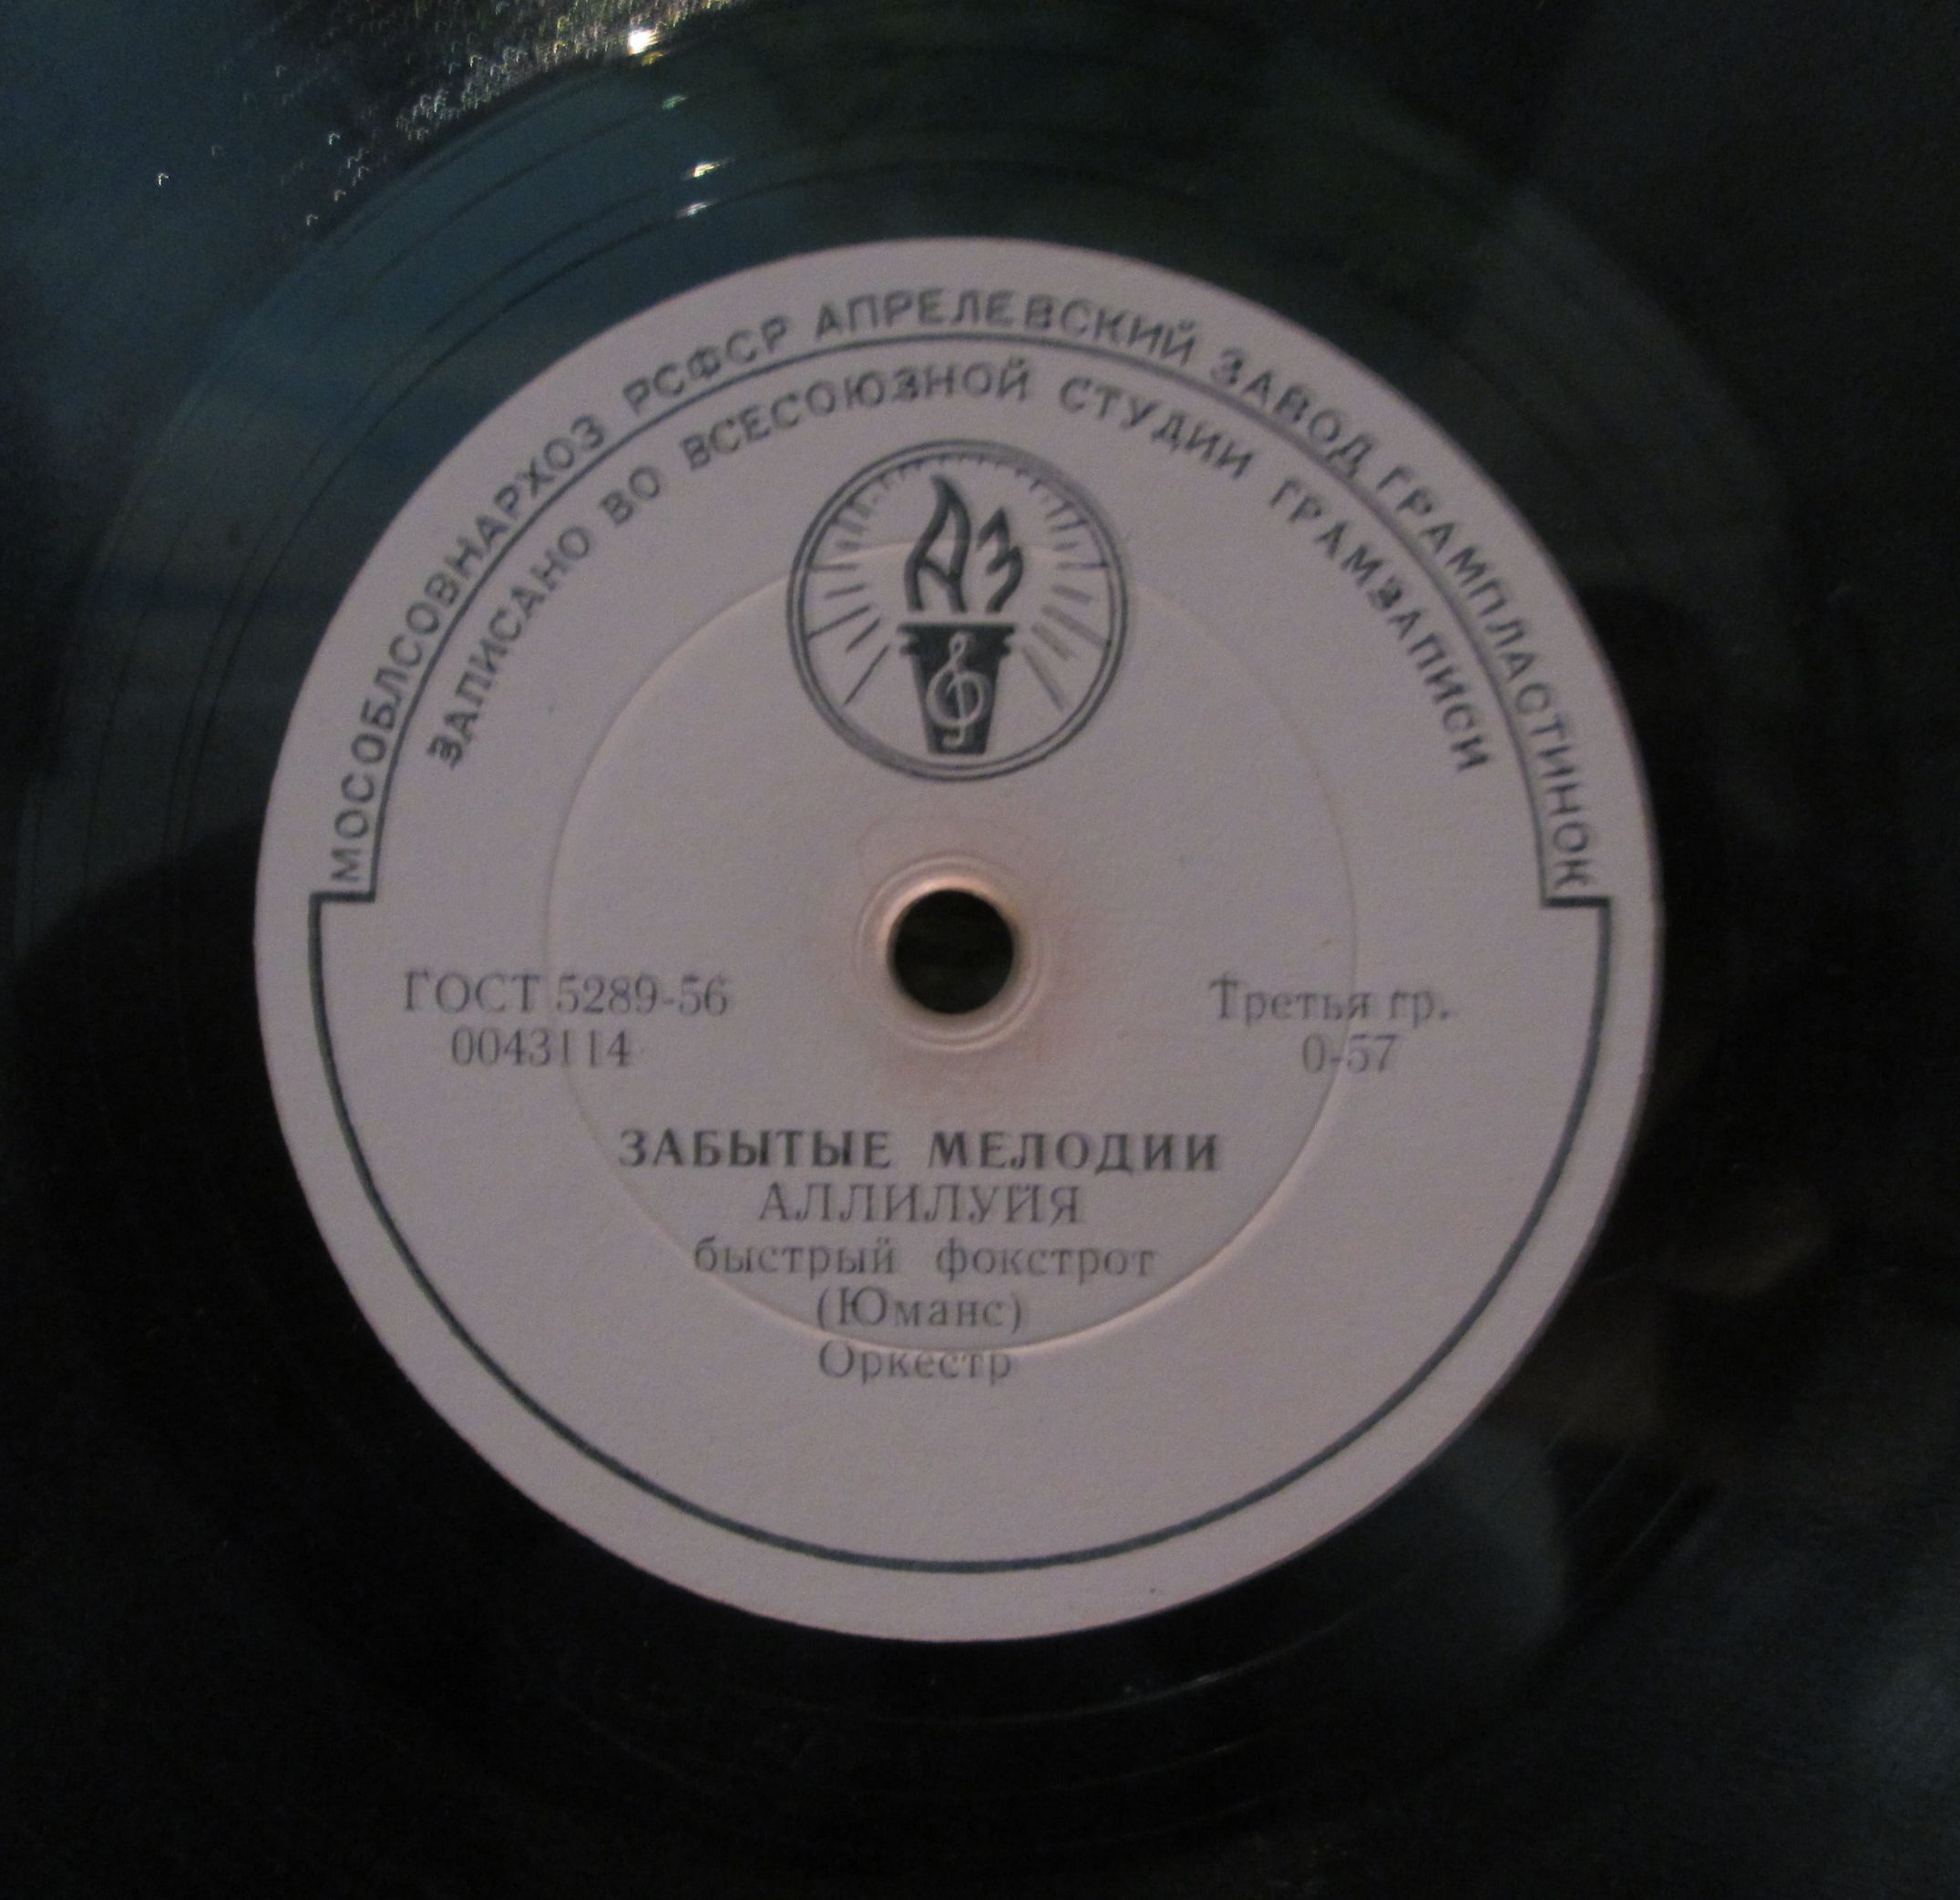 МОСОБЛСОВНАРХОЗ РСФСР АПРЕЛЕВСКИЙ ЗАВОД ГРАМПЛАСТИНОК
ЗАПИСАНО ВО ВСЕСОЮЗНОЙ СТУДИИ ГРАМЗАПИСИ
АЗ
ГОСТ 5289-56
0043114
Третья гр.
0-57
ЗАБЫТЫЕ МЕЛОДИИ
АЛЛИЛУЙЯ
быстрый фокстрот
(Юманс)
Оркестр